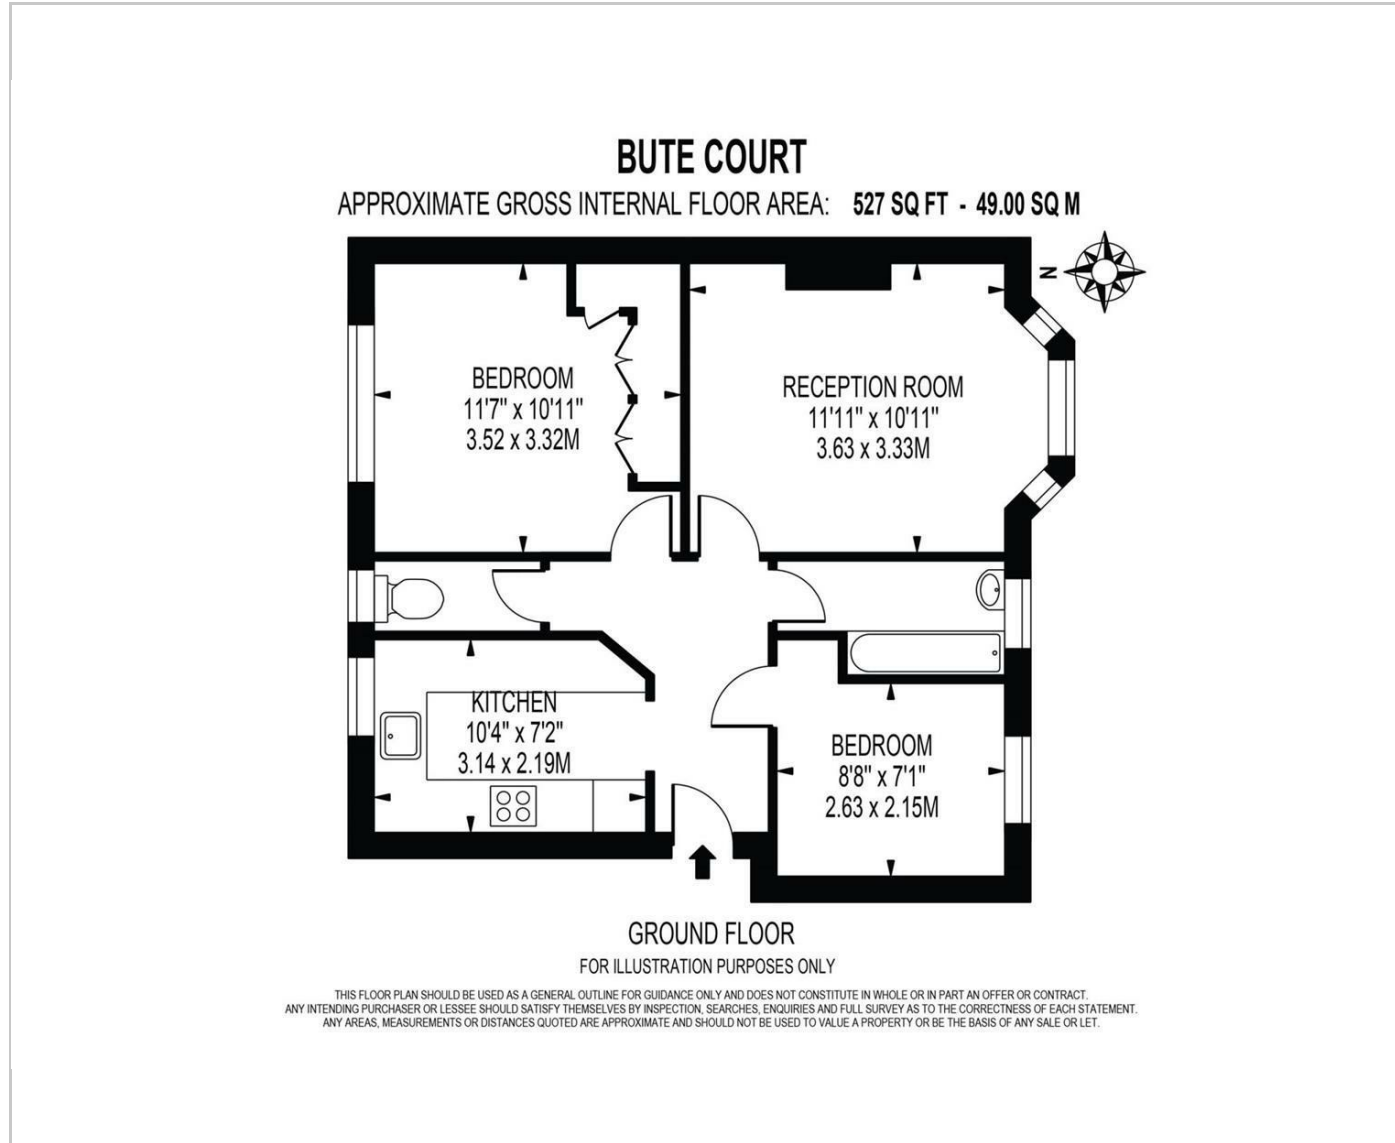 BUTE COURT
APPROXIMATE GROSS INTERNAL FLOOR AREA: 527 SQ FT - 49.00 SQ M
N
BEDROOM
11'7" x 10'11"
3.52 x 3.32M
RECEPTION ROOM
11'11" x 10'11"
3.63 x 3.33M
KITCHEN
10'4" x 7'2"
3.14 x 2.19M
BEDROOM
8'8" x 7'1"
2.63 x 2.15M
GROUND FLOOR
FOR ILLUSTRATION PURPOSES ONLY
THIS FLOOR PLAN SHOULD BE USED AS A GENERAL OUTLINE FOR GUIDANCE ONLY AND DOES NOT CONSTITUTE IN WHOLE OR IN PART AN OFFER OR CONTRACT.
ANY INTENDING PURCHASER OR LESSEE SHOULD SATISFY THEMSELVES BY INSPECTION, SEARCHES, ENQUIRIES AND FULL SURVEY AS TO THE CORRECTNESS OF EACH STATEMENT.
ANY AREAS, MEASUREMENTS OR DISTANCES QUOTED ARE APPROXIMATE AND SHOULD NOT BE USED TO VALUE A PROPERTY OR BE THE BASIS OF ANY SALE OR LET.